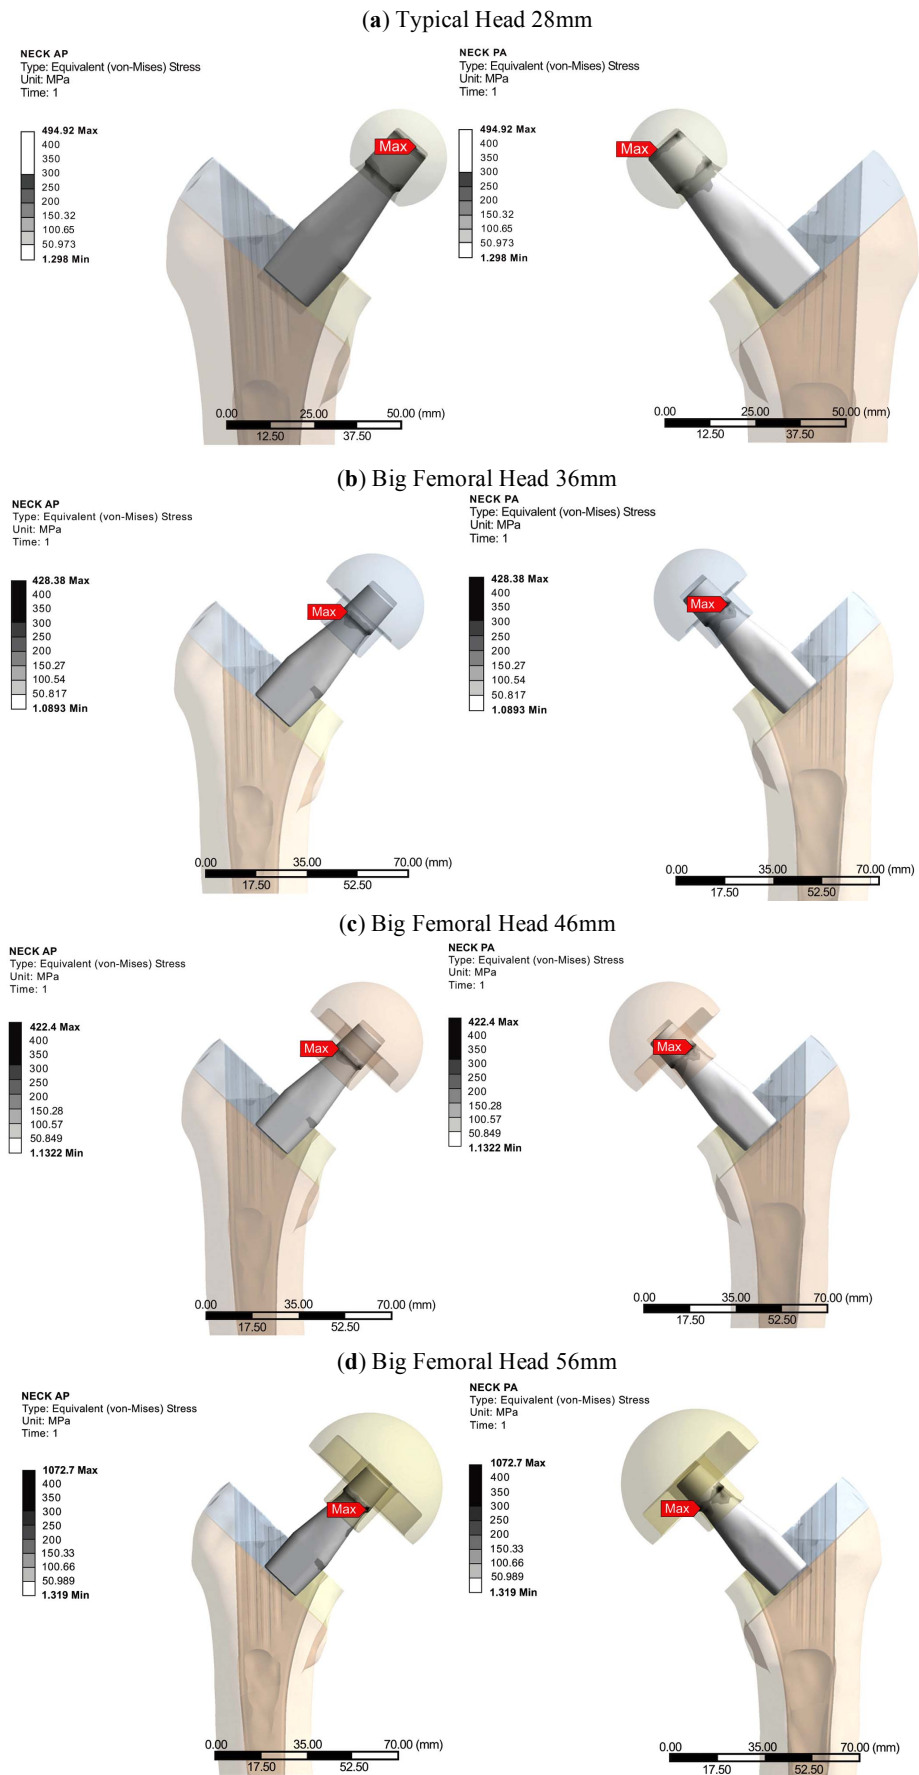 (a) Typical Head 28mm
NECK AP
Type: Equivalent (von-Mises) Stress
Unit: MPa
Time: 1
494.92 Max
400
350
300
250
200
150.32
100.65
50.973
1.298 Min
Max
0.00 25.00 50.00 (mm)
12.50 37.50
NECK PA
Type: Equivalent (von-Mises) Stress
Unit: MPa
Time: 1
494.92 Max
400
350
300
250
200
150.32
100.65
50.973
1.298 Min
Max
0.00 25.00 50.00 (mm)
12.50 37.50
(b) Big Femoral Head 36mm
NECK AP
Type: Equivalent (von-Mises) Stress
Unit: MPa
Time: 1
428.38 Max
400
350
300
250
200
150.27
100.54
50.817
1.0893 Min
Max
0.00 35.00 70.00 (mm)
17.50 52.50
NECK PA
Type: Equivalent (von-Mises) Stress
Unit: MPa
Time: 1
428.38 Max
400
350
300
250
200
150.27
100.54
50.817
1.0893 Min
Max
0.00 35.00 70.00 (mm)
17.50 52.50
(c) Big Femoral Head 46mm
NECK AP
Type: Equivalent (von-Mises) Stress
Unit: MPa
Time: 1
422.4 Max
400
350
300
250
200
150.28
100.57
50.849
1.1322 Min
Max
0.00 35.00 70.00 (mm)
17.50 52.50
NECK PA
Type: Equivalent (von-Mises) Stress
Unit: MPa
Time: 1
422.4 Max
400
350
300
250
200
150.28
100.57
50.849
1.1322 Min
Max
0.00 35.00 70.00 (mm)
17.50 52.50
(d) Big Femoral Head 56mm
NECK AP
Type: Equivalent (von-Mises) Stress
Unit: MPa
Time: 1
1072.7 Max
400
350
300
250
200
150.33
100.66
50.989
1.319 Min
Max
0.00 35.00 70.00 (mm)
17.50 52.50
NECK PA
Type: Equivalent (von-Mises) Stress
Unit: MPa
Time: 1
1072.7 Max
400
350
300
250
200
150.33
100.66
50.989
1.319 Min
Max
0.00 35.00 70.00 (mm)
17.50 52.50